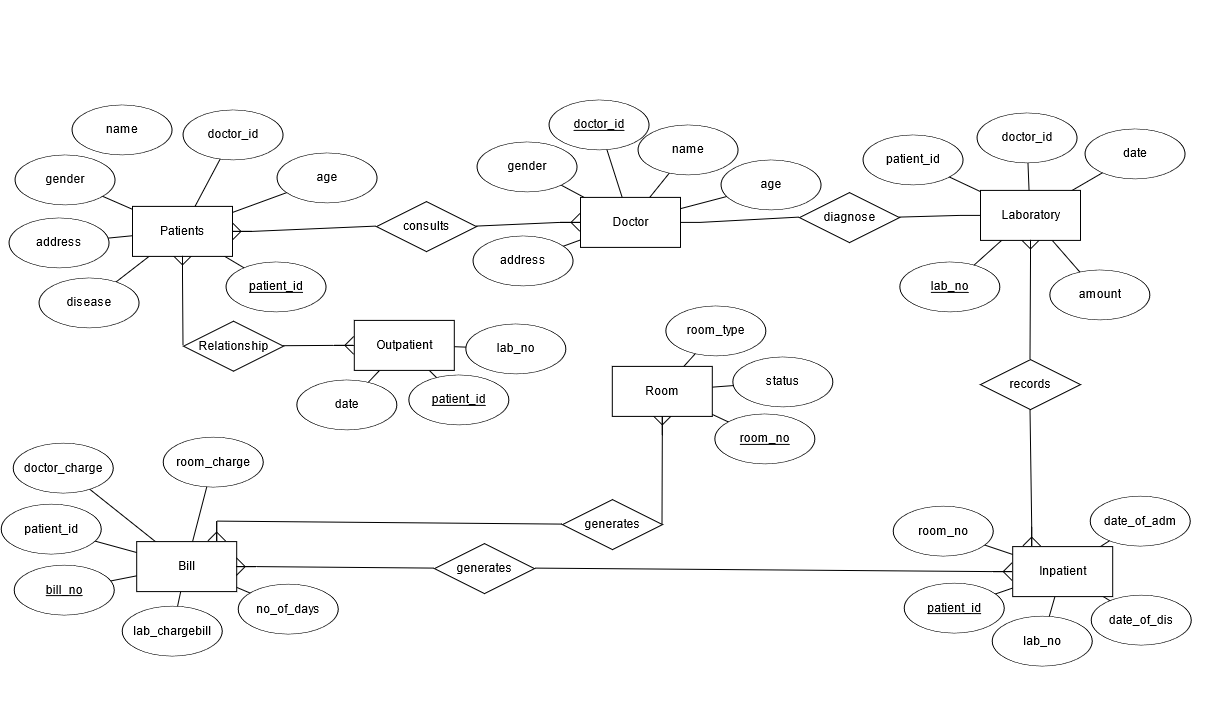 name
doctor_id
gender
age
Patients
address
disease
patient_id
consults
doctor_id
gender
name
age
Doctor
address
diagnose
patient_id
doctor_id
date
Laboratory
lab_no
amount
Relationship
Outpatient
lab_no
date
patient_id
room_type
Room
status
room_no
records
doctor_charge
room_charge
patient_id
Bill
bill_no
lab_chargebill
no_of_days
generates
generates
room_no
date_of_adm
Inpatient
patient_id
lab_no
date_of_dis